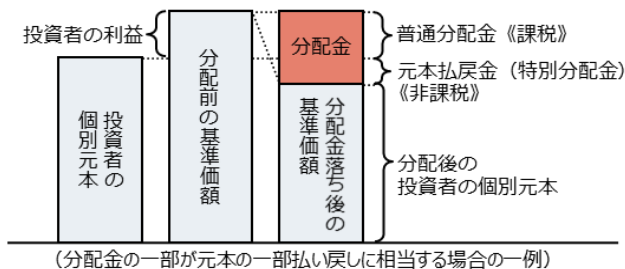 投資者の利益
投資者の
個別元本
分配前の基準価額
分配金
分配金落ち後の
基準価額
普通分配金《課税》
元本払戻金（特別分配金）
《非課税》
分配後の
投資者の個別元本
（分配金の一部が元本の一部払い戻しに相当する場合の一例）